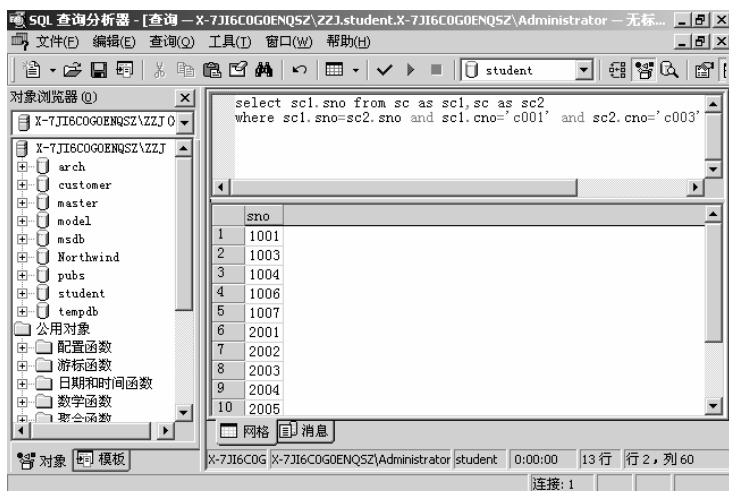 SQL 查询分析器 - [查询 — X-7JI6C0G0ENQSZ\ZZJ.student.X-7JI6C0G0ENQSZ\Administrator — 无标...
文件(F) 编辑(E) 查询(Q) 工具(T) 窗口(W) 帮助(H)
student
对象浏览器(O)
X-7JI6C0G0ENQSZ\ZZJ0
X-7JI6C0G0ENQSZ\ZZJ
arch
customer
master
model
msdb
Northwind
pubs
student
tempdb
公用对象
配置函数
游标函数
日期和时间函数
数学函数
聚合函数
对象 模板
select sc1.sno from sc as sc1,sc as sc2
where sc1.sno=sc2.sno and sc1.cno='c001' and sc2.cno='c003'
sno
1 1001
2 1003
3 1004
4 1006
5 1007
6 2001
7 2002
8 2003
9 2004
10 2005
网格 消息
X-7JI6C0G X-7JI6C0G0ENQSZ\Administrator student 0:00:00 13行 行2，列60
连接:1